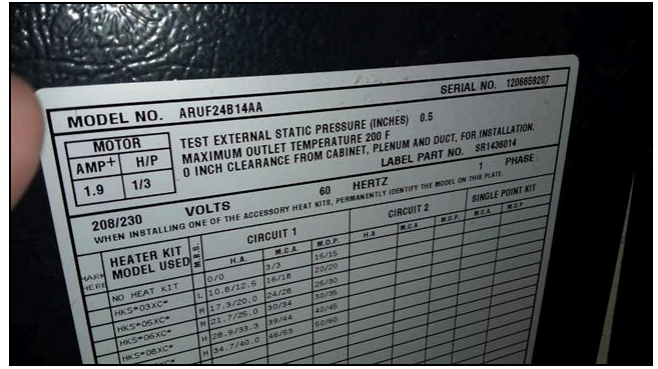 MODEL NO. ARUF24B14AA SERIAL NO. 1206659207
MOTOR
AMP+ H/P
1.9 1/3
TEST EXTERNAL STATIC PRESSURE (INCHES) 0.5
MAXIMUM OUTLET TEMPERATURE 200 F
0 INCH CLEARANCE FROM CABINET, PLENUM AND DUCT, FOR INSTALLATION.
LABEL PART NO. SR1436014
208/230 VOLTS 60 HERTZ 1 PHASE
WHEN INSTALLING ONE OF THE ACCESSORY HEAT KITS, PERMANENTLY IDENTIFY THE MODEL ON THIS PLATE.
MARK HERE
HEATER KIT MODEL USED
M.B.S.
CIRCUIT 1 CIRCUIT 2 SINGLE POINT KIT
H.A. M.C.A. M.O.P. H.A. M.C.A. M.O.P. M.C.A. M.O.P
NO HEAT KIT 0/0 3/3 15/15
HKS*03XC* L 10.8/12.5 16/18 20/20
HKS*05XC* M 17.3/20.0 24/28 25/30
HKS*06XC* M 21.7/25.0 30/34 30/35
HKS*08XC* H 28.9/33.3 39/44 40/45
H 34.7/40.0 46/53 50/60